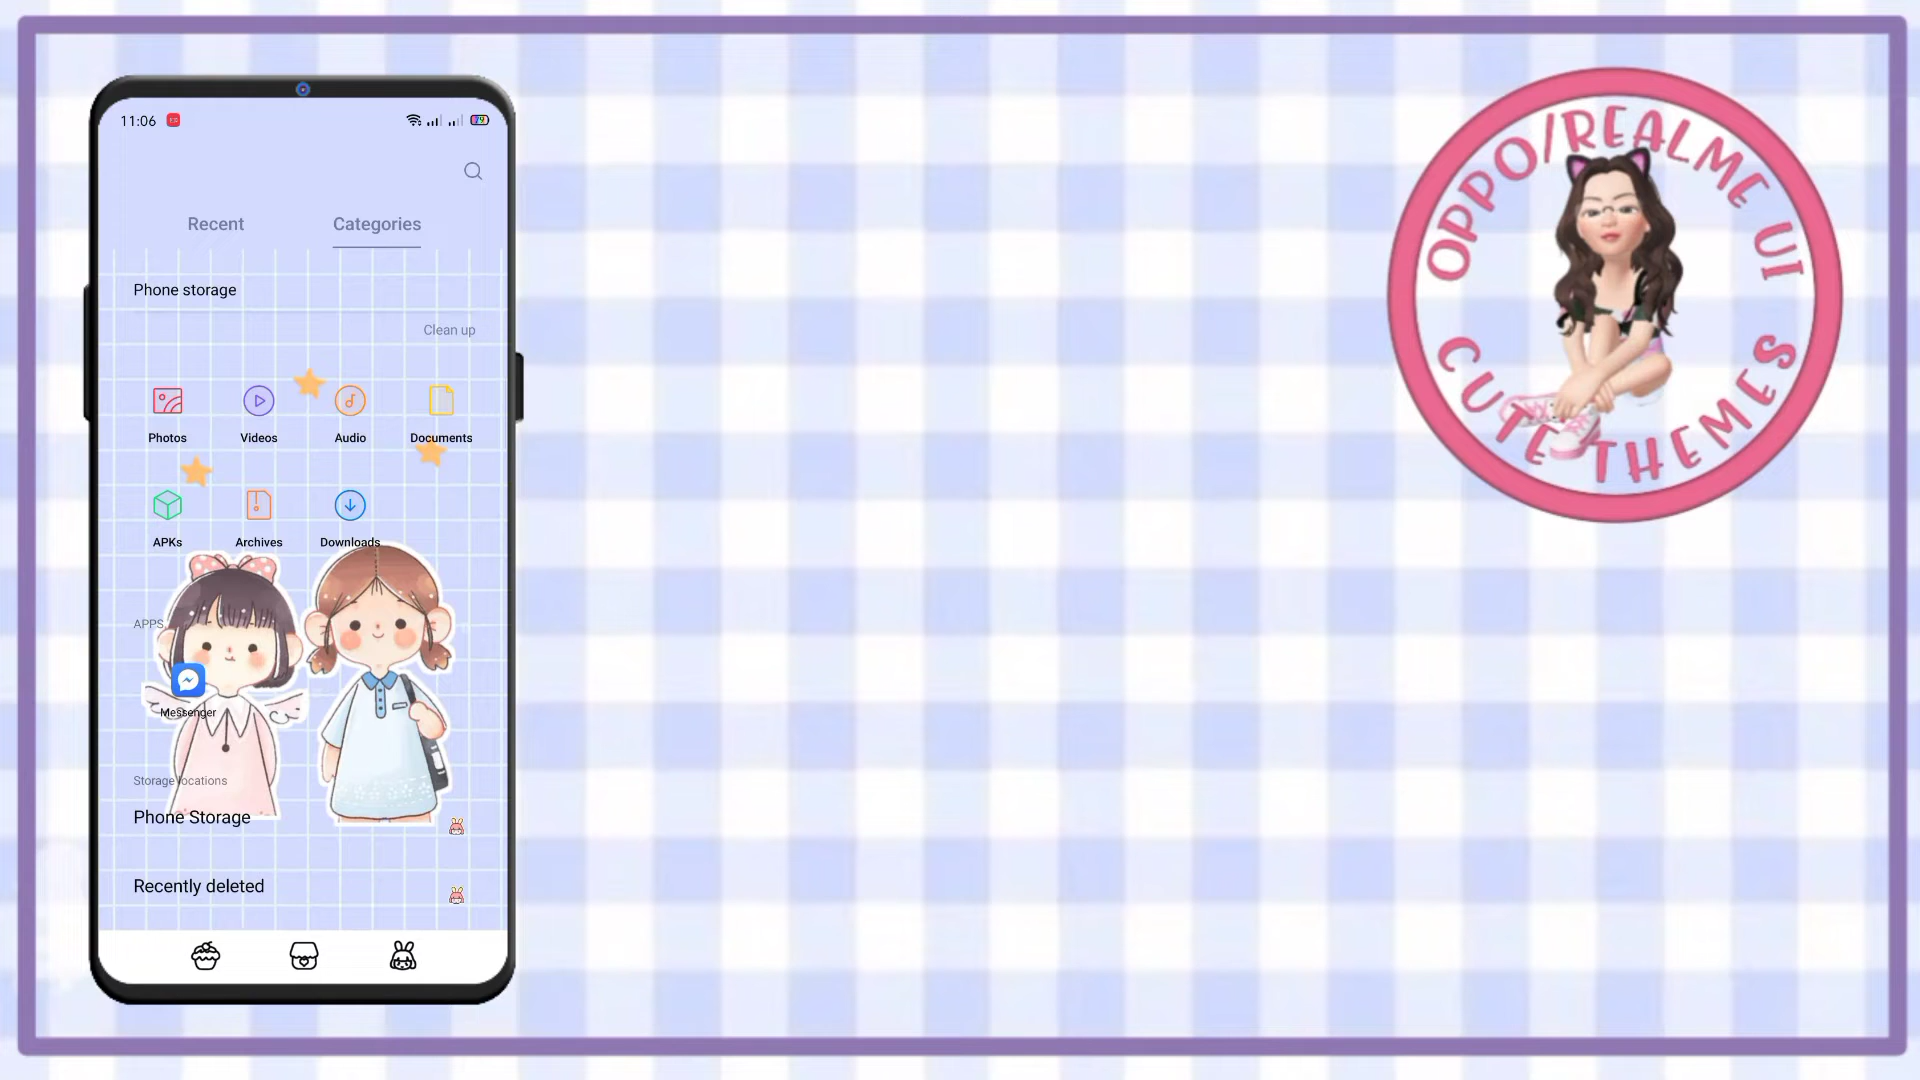 11:06
79
Recent Categories
Phone storage
Clean up
Photos Videos Audio Documents
APKs Archives Downloads
APPS
Messenger
Storage locations
Phone Storage
Recently deleted
OPPO/REALME UI
CUTE THEMES